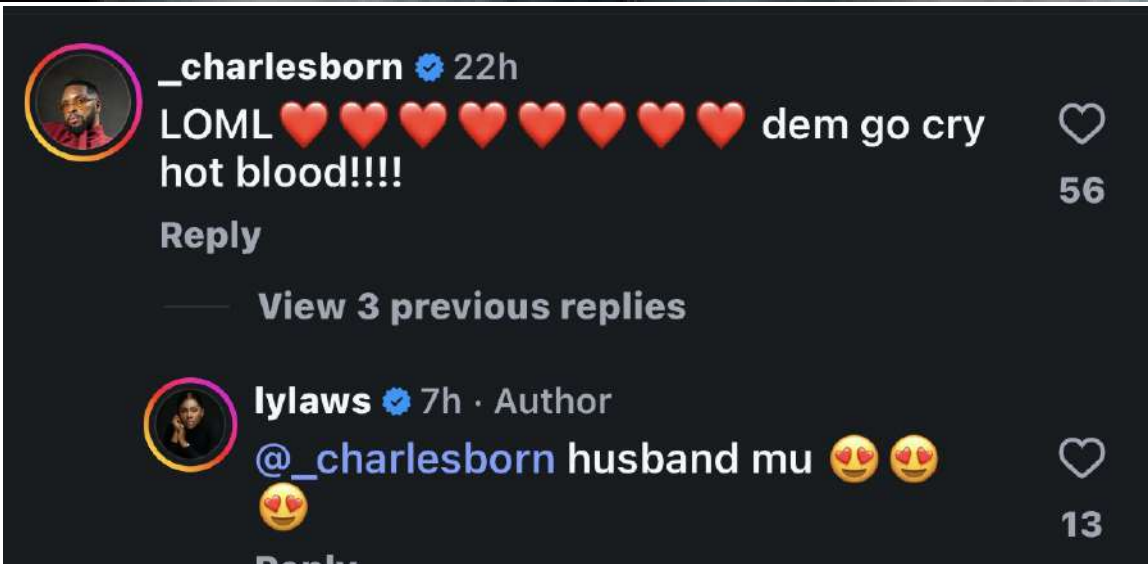 _charlesborn 22h
LOML❤️❤️❤️❤️❤️❤️❤️❤️ dem go cry
hot blood!!!!
56
Reply
View 3 previous replies
lylaws 7h · Author
@_charlesborn husband mu 😍😍
😍
13
Reply